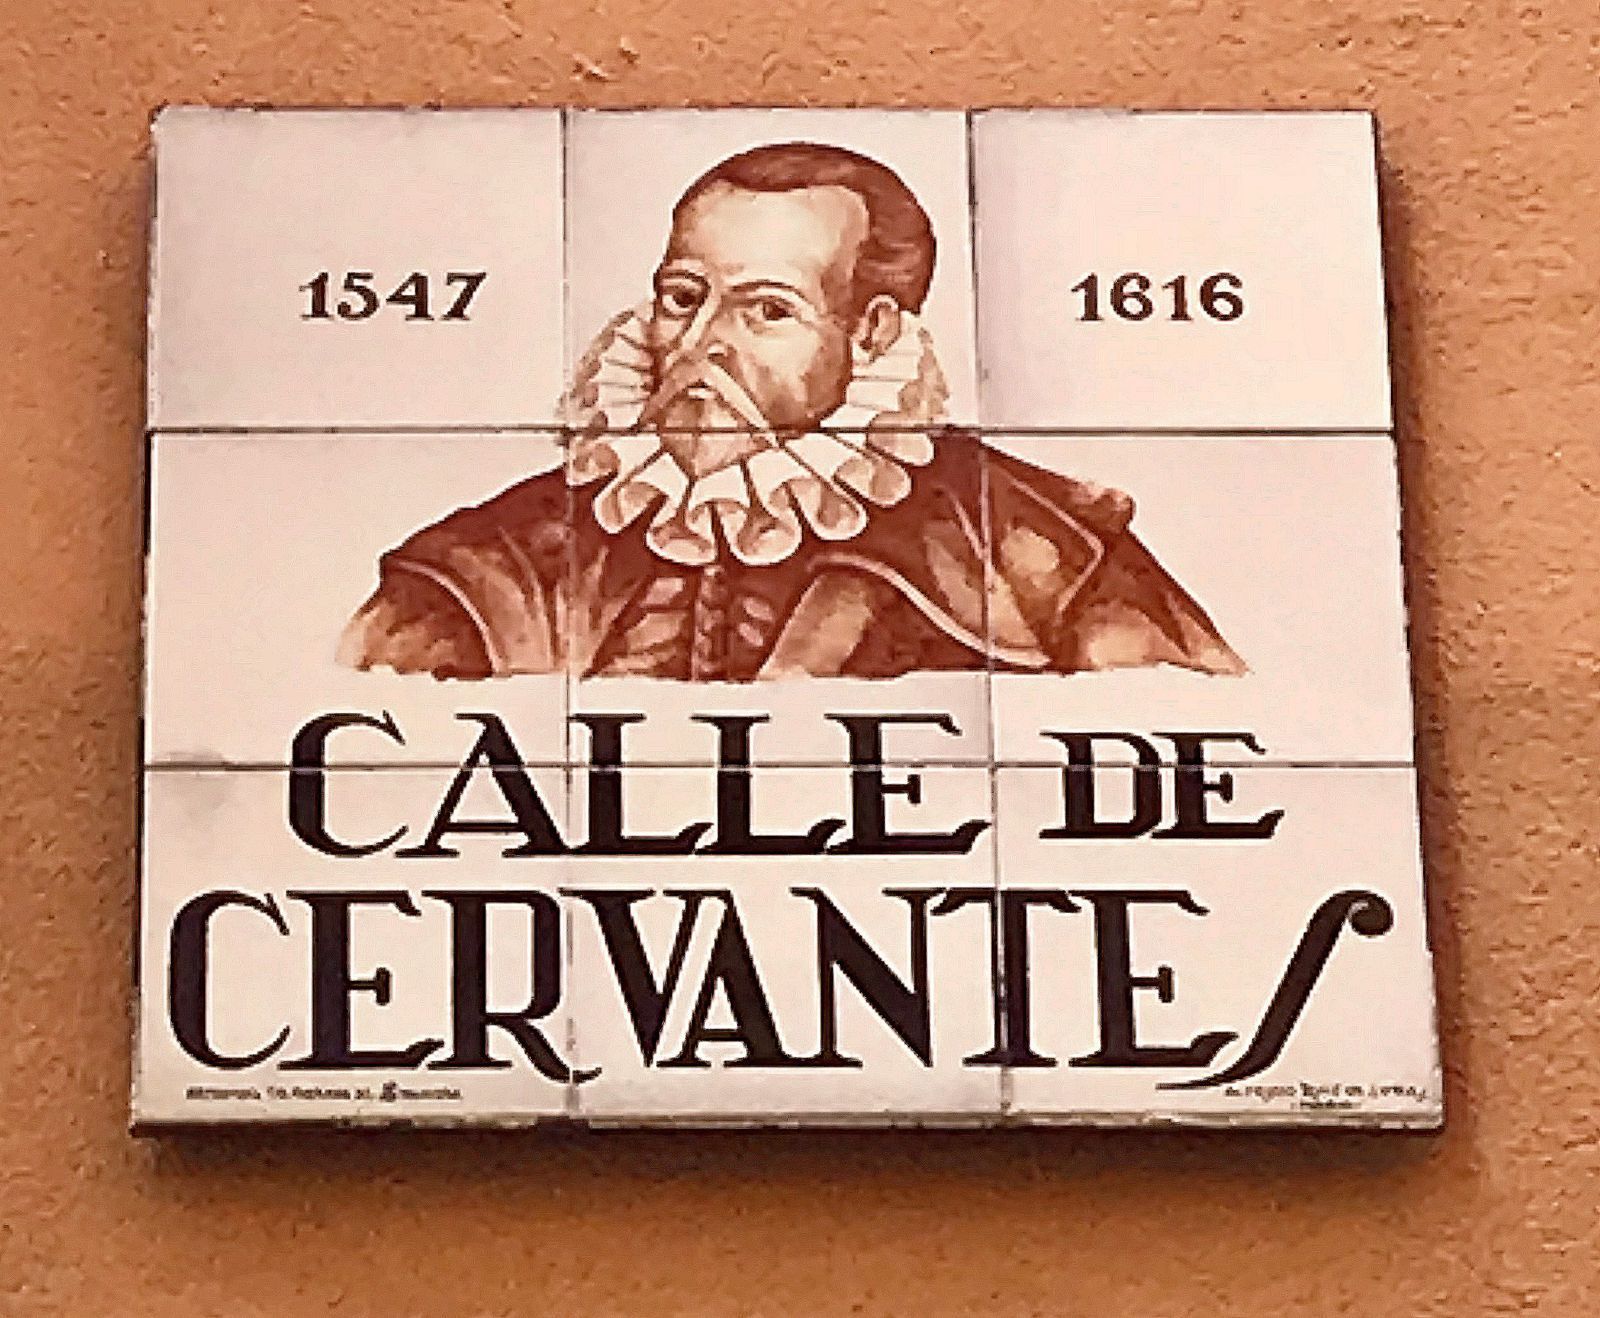 1547 1616
CALLE DE
CERVANTES